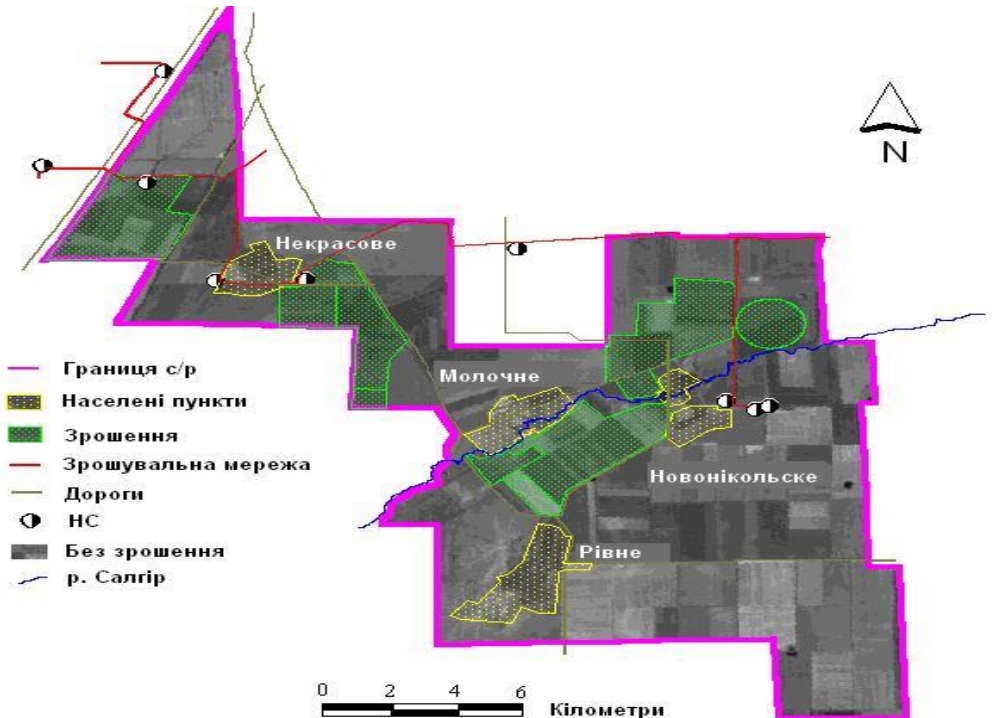 N
Некрасове
Молочне
Новонікольске
Рівне
Границя с/р
Населені пункти
Зрошення
Зрошувальна мережа
Дороги
НС
Без зрошення
р. Салгір
0 2 4 6
Кілометри